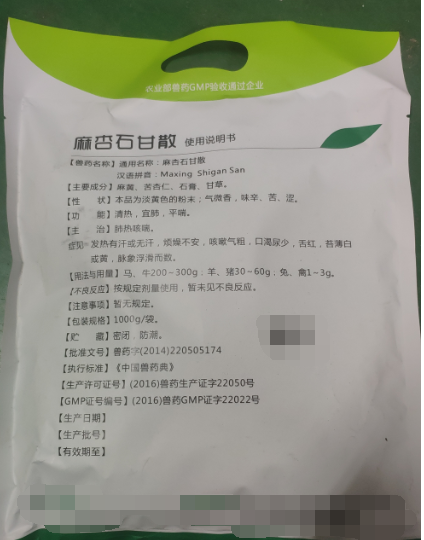 农业部兽药GMP验收通过企业
麻杏石甘散 使用说明书
【兽药名称】通用名称：麻杏石甘散
汉语拼音：Maxing Shigan San
【主要成分】麻黄、苦杏仁、石膏、甘草。
【性 状】本品为淡黄色的粉末；气微香，味辛、苦、涩。
【功 能】清热，宣肺，平喘。
【主 治】肺热咳喘。
症见：发热有汗或无汗，烦燥不安，咳嗽气粗，口渴尿少，舌红，苔薄白
或黄，脉象浮滑而数。
【用法与用量】马、牛200~300g；羊、猪30~60g；兔、禽1~3g。
【不良反应】按规定剂量使用，暂未见不良反应。
【注意事项】暂无规定。
【包装规格】1000g/袋。
【贮 藏】密闭，防潮。
【批准文号】兽药字(2014)220505174
【执行标准】《中国兽药典》
【生产许可证号】(2016)兽药生产证字22050号
【GMP证号编号】(2016)兽药GMP证字22022号
【生产日期】
【生产批号】
【有效期至】